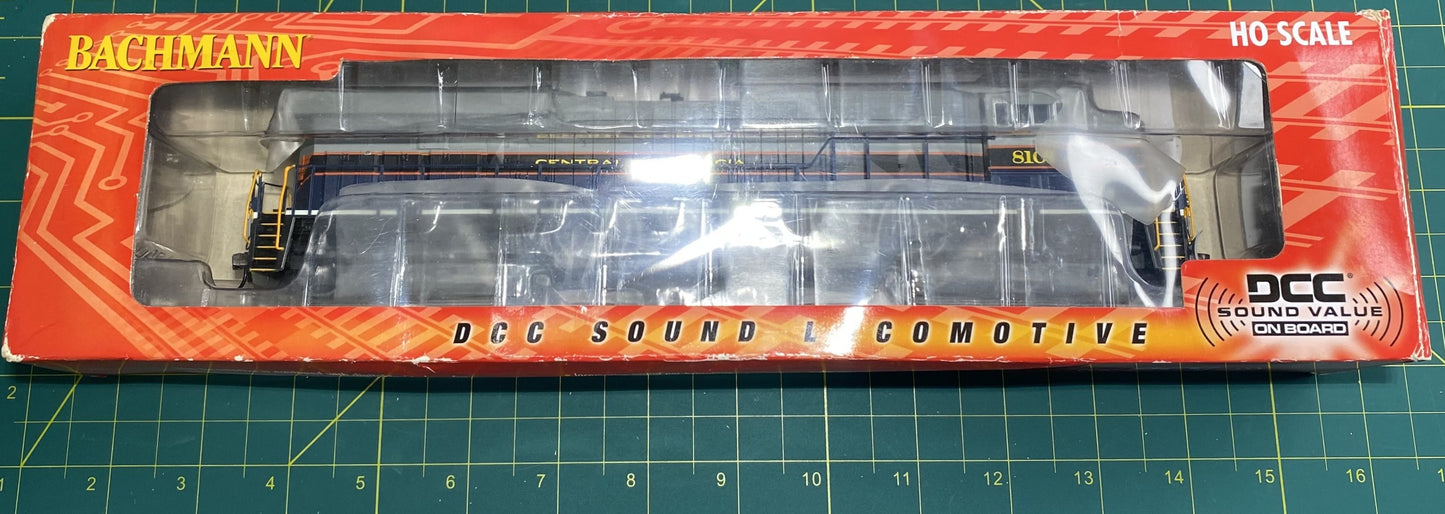 BACHMANN
HO SCALE
CENTRAL
810
DCC
SOUND VALUE
ON BOARD
DCC SOUND L COMOTIVE
2
1 2 3 4 5 6 7 8 9 10 11 12 13 14 15 16